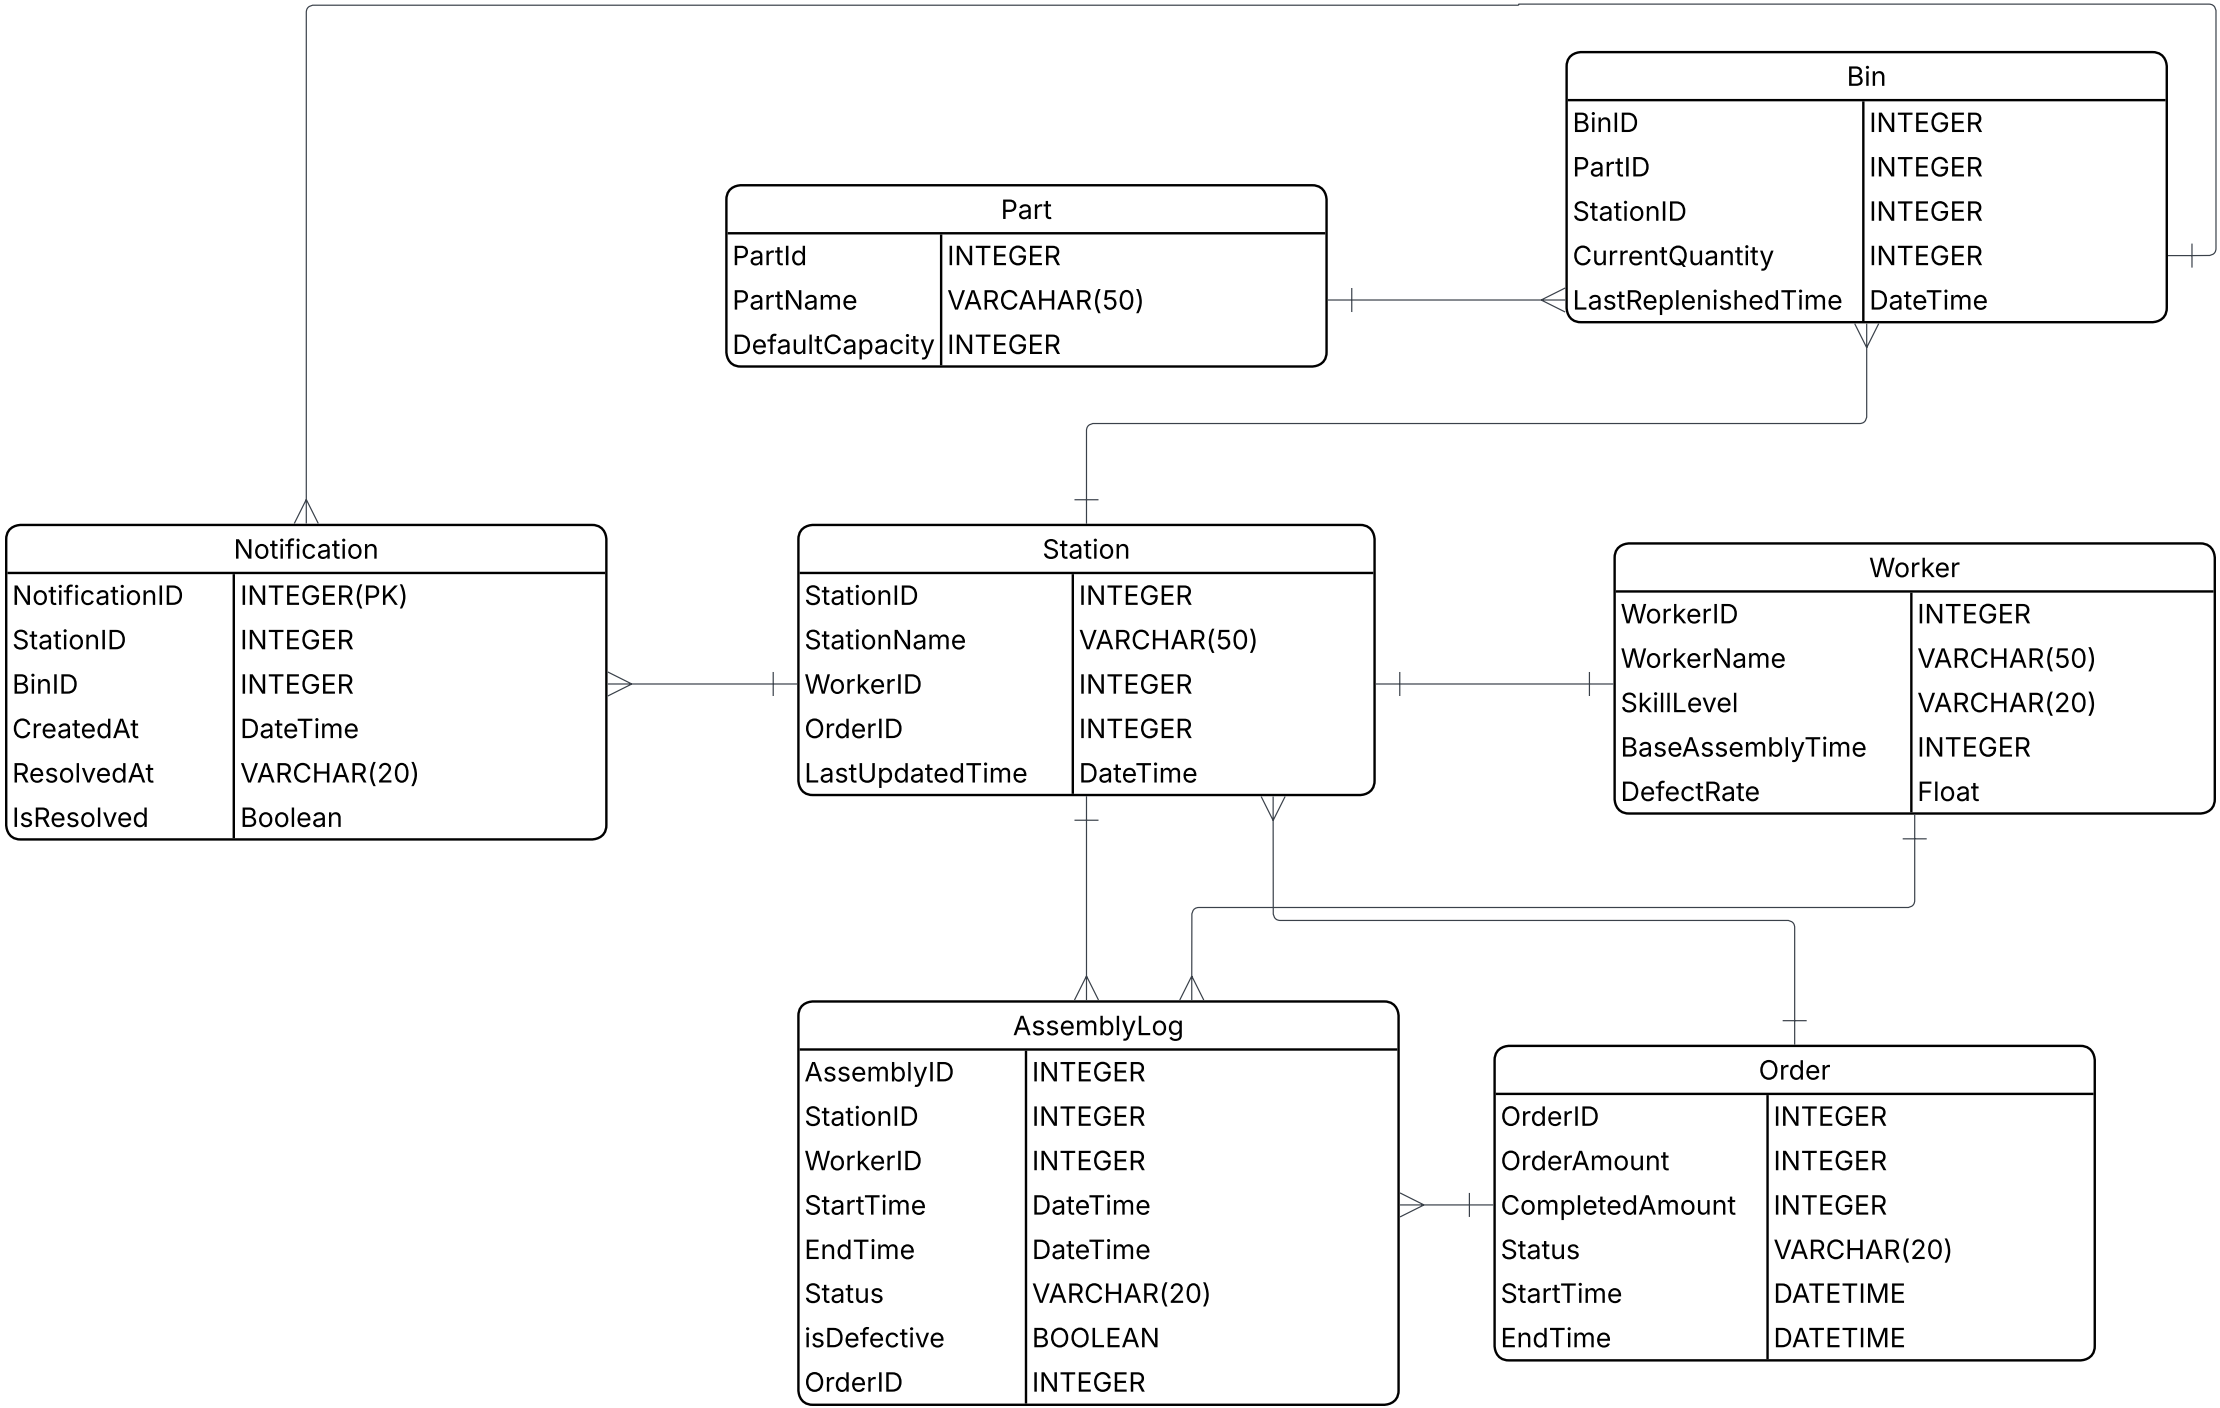 Bin
BinID INTEGER
PartID INTEGER
StationID INTEGER
CurrentQuantity INTEGER
LastReplenishedTime DateTime
Part
PartId INTEGER
PartName VARCAHAR(50)
DefaultCapacity INTEGER
Notification
NotificationID INTEGER(PK)
StationID INTEGER
BinID INTEGER
CreatedAt DateTime
ResolvedAt VARCHAR(20)
IsResolved Boolean
Station
StationID INTEGER
StationName VARCHAR(50)
WorkerID INTEGER
OrderID INTEGER
LastUpdatedTime DateTime
Worker
WorkerID INTEGER
WorkerName VARCHAR(50)
SkillLevel VARCHAR(20)
BaseAssemblyTime INTEGER
DefectRate Float
AssemblyLog
AssemblyID INTEGER
StationID INTEGER
WorkerID INTEGER
StartTime DateTime
EndTime DateTime
Status VARCHAR(20)
isDefective BOOLEAN
OrderID INTEGER
Order
OrderID INTEGER
OrderAmount INTEGER
CompletedAmount INTEGER
Status VARCHAR(20)
StartTime DATETIME
EndTime DATETIME